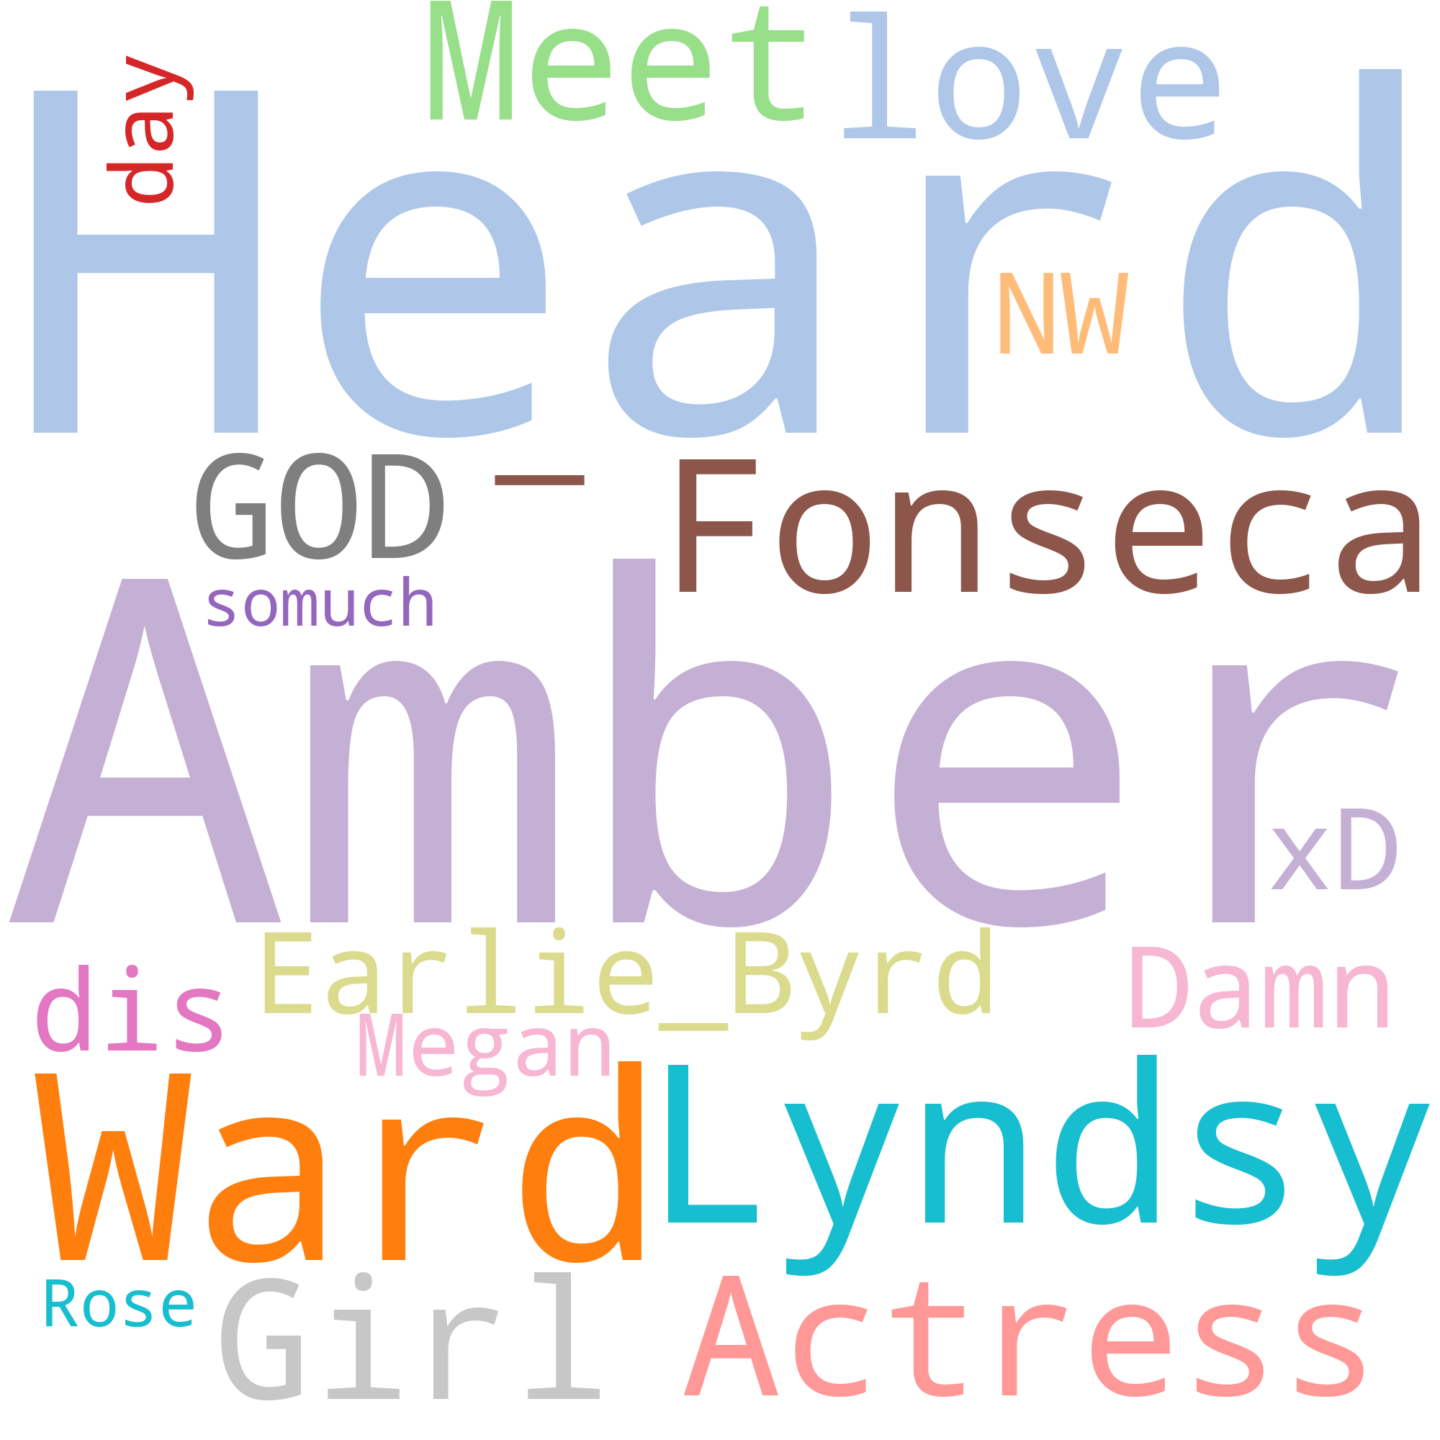 Meet love
day
Heard
NW
GOD _ Fonseca
somuch
Amber
xD
Earlie_Byrd
dis Damn
Megan
Ward Lyndsy
Rose Girl Actress